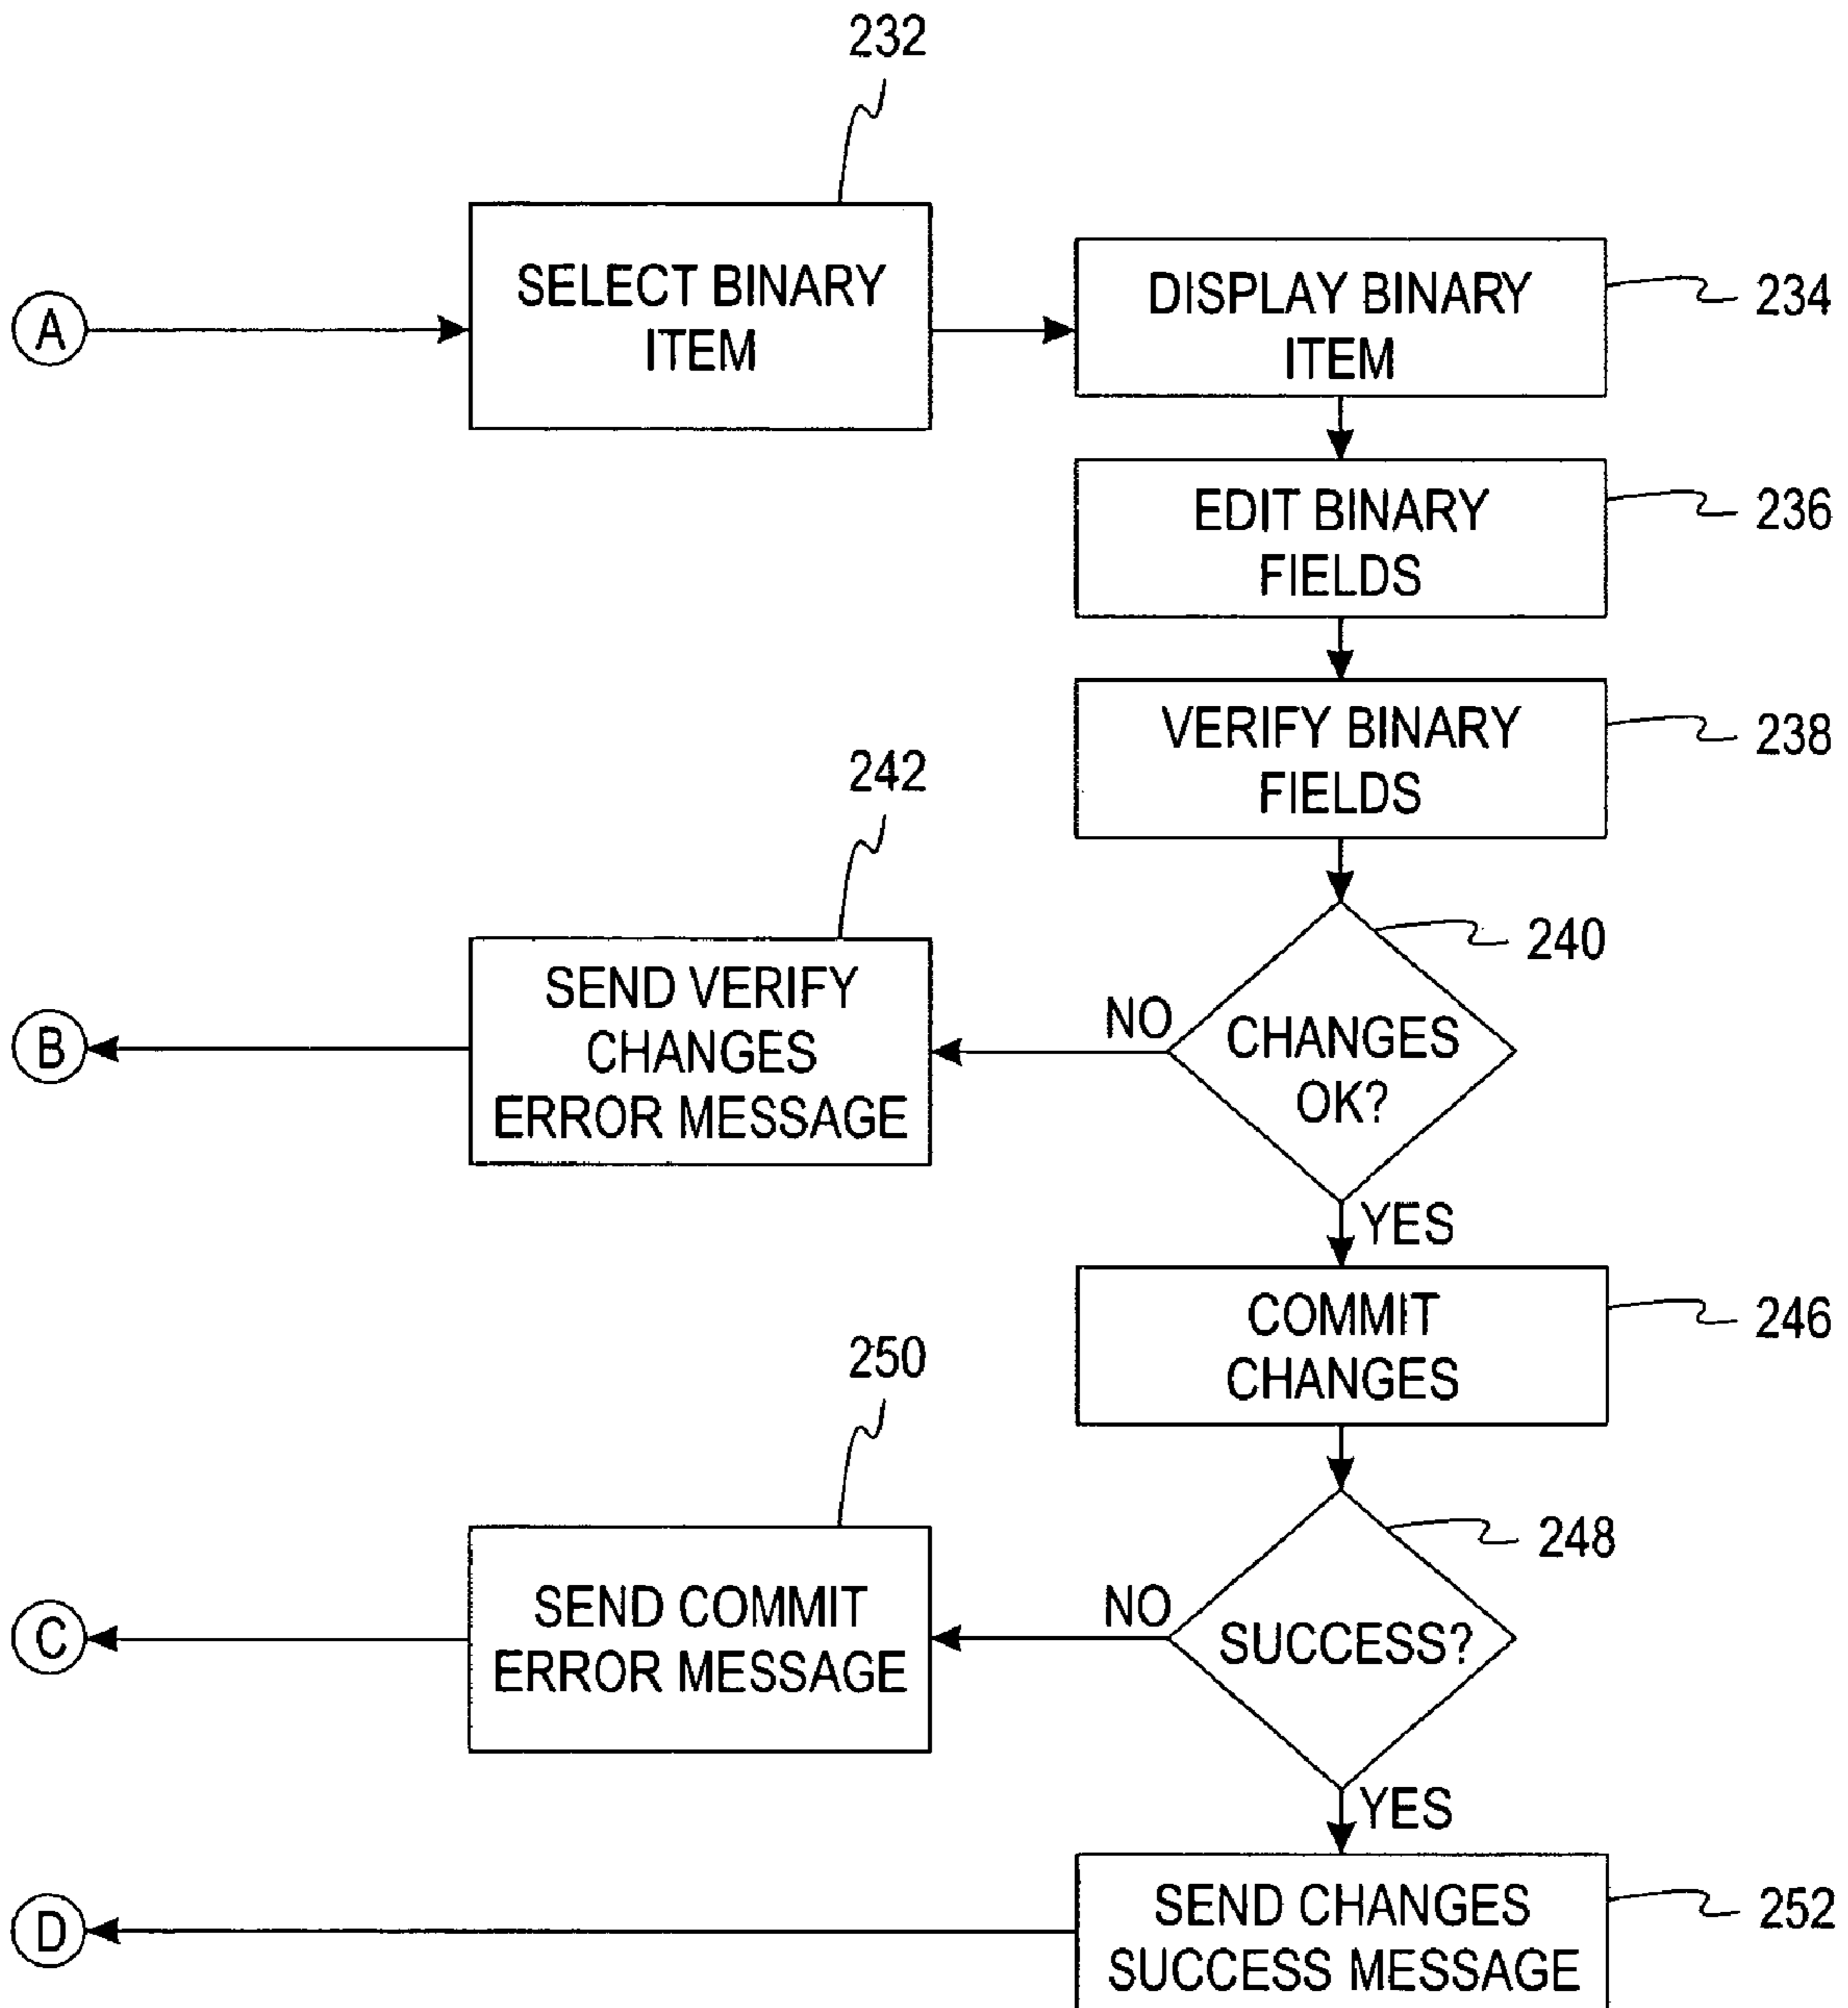 232
SELECT BINARY
ITEM
DISPLAY BINARY
ITEM
234
A
EDIT BINARY
FIELDS
236
VERIFY BINARY
FIELDS
238
242
240
SEND VERIFY
CHANGES
ERROR MESSAGE
NO
CHANGES
OK?
B
YES
COMMIT
CHANGES
246
250
248
SEND COMMIT
ERROR MESSAGE
NO
SUCCESS?
C
YES
SEND CHANGES
SUCCESS MESSAGE
252
D